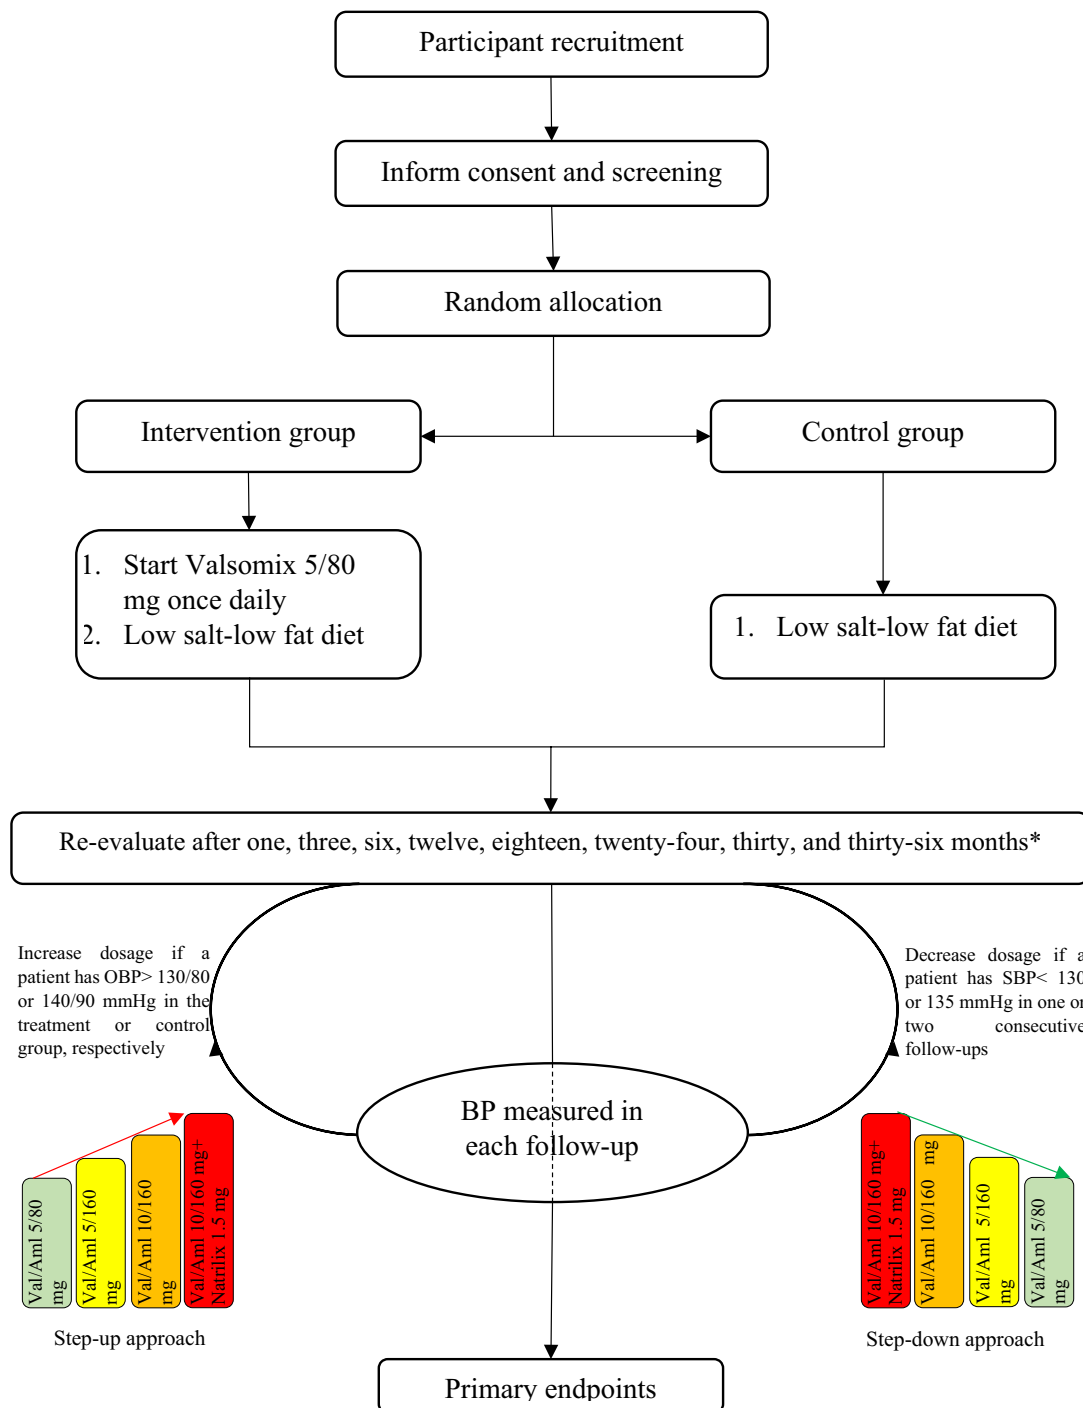 Participant recruitment
Inform consent and screening
Random allocation
Intervention group
Control group
1. Start Valsomix 5/80
mg once daily
2. Low salt-low fat diet
1. Low salt-low fat diet
Re-evaluate after one, three, six, twelve, eighteen, twenty-four, thirty, and thirty-six months*
Increase dosage if a
patient has OBP> 130/80
or 140/90 mmHg in the
treatment or control
group, respectively
Decrease dosage if a
patient has SBP< 130
or 135 mmHg in one or
two consecutive
follow-ups
BP measured in
each follow-up
Val/Aml 5/80
mg
Val/Aml 5/160
mg
Val/Aml 10/160
mg
Val/Aml 10/160 mg+
Natrilix 1.5 mg
Step-up approach
Val/Aml 10/160 mg+
Natrilix 1.5 mg
Val/Aml 10/160 mg
Val/Aml 5/160
mg
Val/Aml 5/80
mg
Step-down approach
Primary endpoints